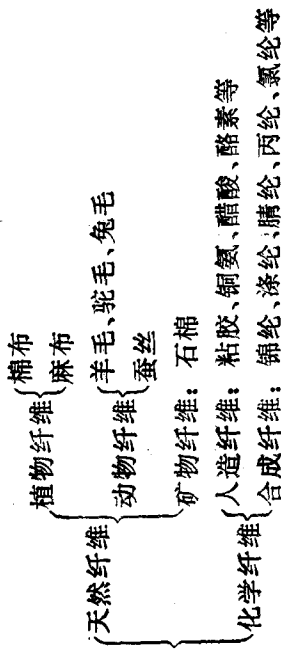 天然纤维
植物纤维
棉布
麻布
动物纤维
羊毛、驼毛、兔毛
蚕丝
矿物纤维：石棉
化学纤维
人造纤维：粘胶、铜氨、醋酸、酪素等
合成纤维：锦纶、涤纶、腈纶、丙纶、氯纶等